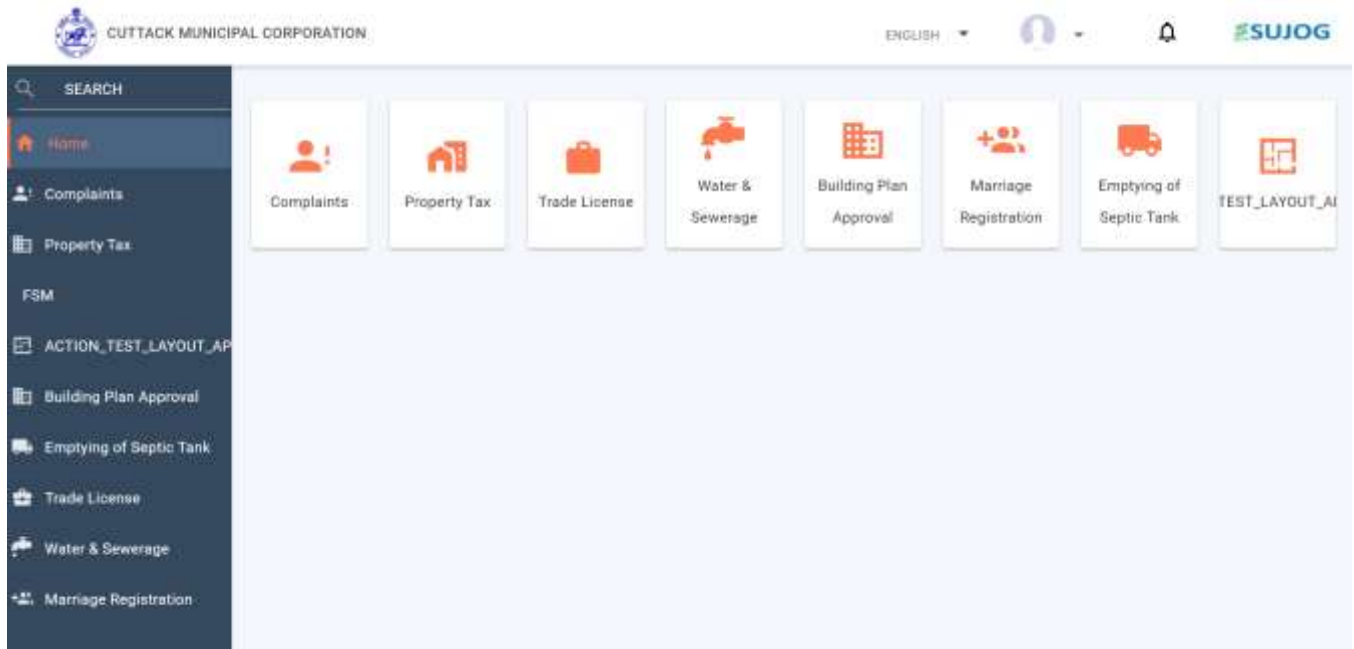 CUTTACK MUNICIPAL CORPORATION
ENGLISH
SUJOG
SEARCH
Home
Complaints
Property Tax
FSM
ACTION_TEST_LAYOUT_AP
Building Plan Approval
Emptying of Septic Tank
Trade License
Water & Sewerage
Marriage Registration
Complaints
Property Tax
Trade License
Water &
Sewerage
Building Plan
Approval
Marriage
Registration
Emptying of
Septic Tank
TEST_LAYOUT_AI